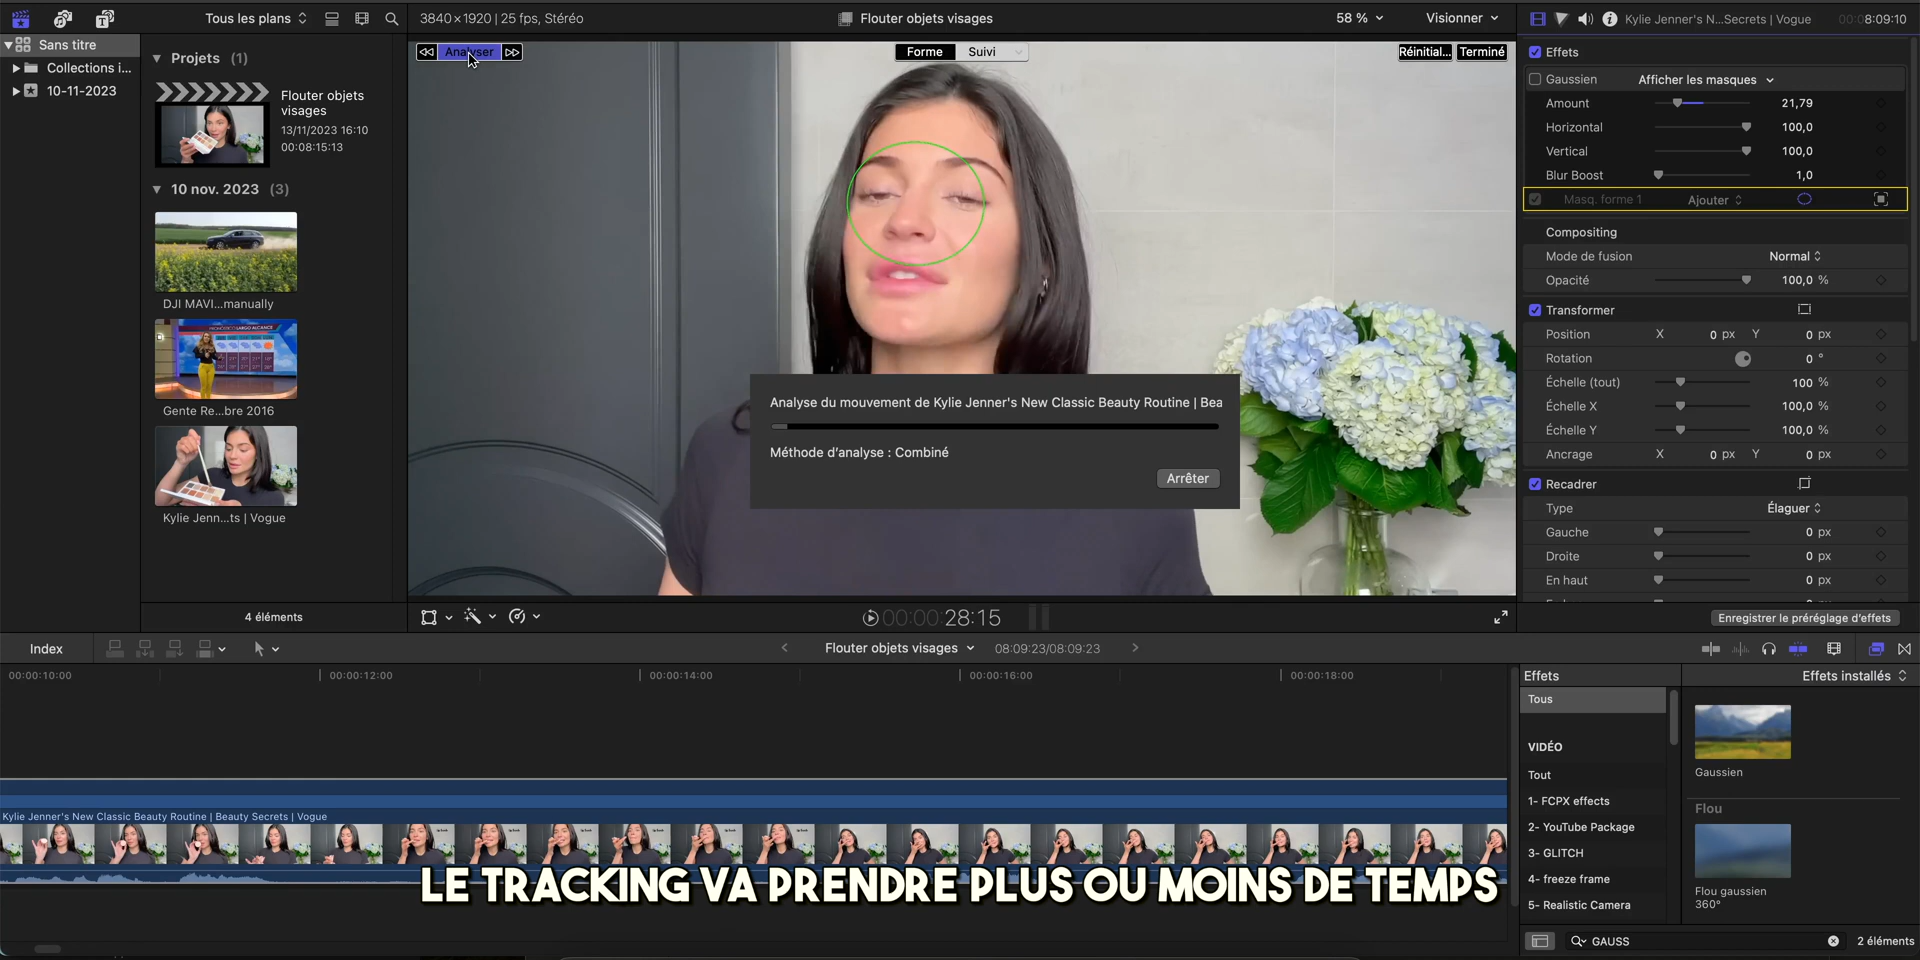 Tous les plans
3840×1920 | 25 fps, Stéréo
Flouter objets visages
58 %
Visionner
Kylie Jenner's N...Secrets | Vogue
00:00:08:09:10
Sans titre
Collections i...
10-11-2023
Projets (1)
Flouter objets
visages
13/11/2023 16:10
00:08:15:13
10 nov. 2023 (3)
DJI MAVI...manually
Gente Re...bre 2016
Kylie Jenn...ts | Vogue
4 éléments
Analyser
Forme
Suivi
Réinitial...
Terminé
Analyse du mouvement de Kylie Jenner's New Classic Beauty Routine | Bea
Méthode d'analyse : Combiné
Arrêter
00:00:00:28:15
Effets
Gaussien
Afficher les masques
Amount
21,79
Horizontal
100,0
Vertical
100,0
Blur Boost
1,0
Masq. forme 1
Ajouter
Compositing
Mode de fusion
Normal
Opacité
100,0 %
Transformer
Position
X
0 px
Y
0 px
Rotation
0 °
Échelle (tout)
100 %
Échelle X
100,0 %
Échelle Y
100,0 %
Ancrage
X
0 px
Y
0 px
Recadrer
Type
Élaguer
Gauche
0 px
Droite
0 px
En haut
0 px
Enregistrer le préréglage d'effets
Index
Flouter objets visages
08:09:23/08:09:23
00:00:10:00
00:00:12:00
00:00:14:00
00:00:16:00
00:00:18:00
Kylie Jenner's New Classic Beauty Routine | Beauty Secrets | Vogue
LE TRACKING VA PRENDRE PLUS OU MOINS DE TEMPS
Effets
Effets installés
Tous
VIDÉO
Tout
1- FCPX effects
2- YouTube Package
3- GLITCH
4- freeze frame
5- Realistic Camera
Gaussien
Flou
Flou gaussien
360°
GAUSS
2 éléments